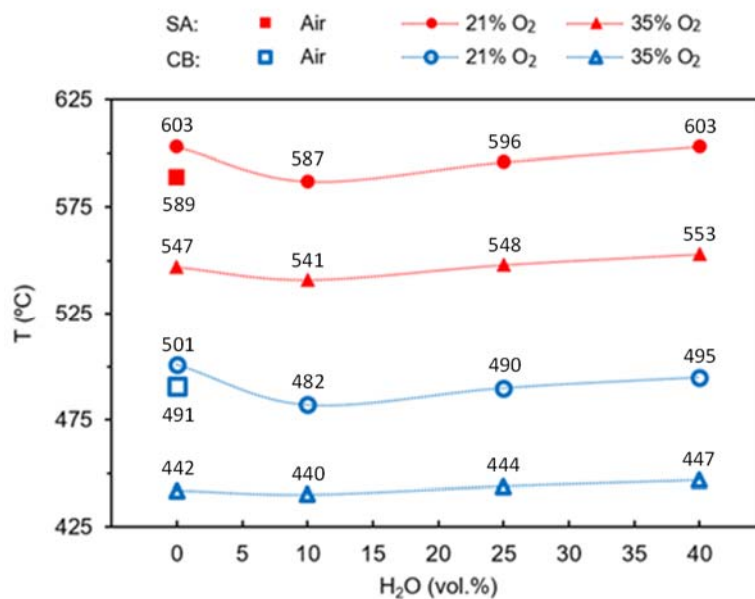 SA: Air 21% O₂ 35% O₂
CB: Air 21% O₂ 35% O₂
625
603 587 596 603
575
589
547 541 548 553
525
501 482 490 495
475
491
442 440 444 447
425
T (ºC)
0 5 10 15 20 25 30 35 40
H₂O (vol.%)